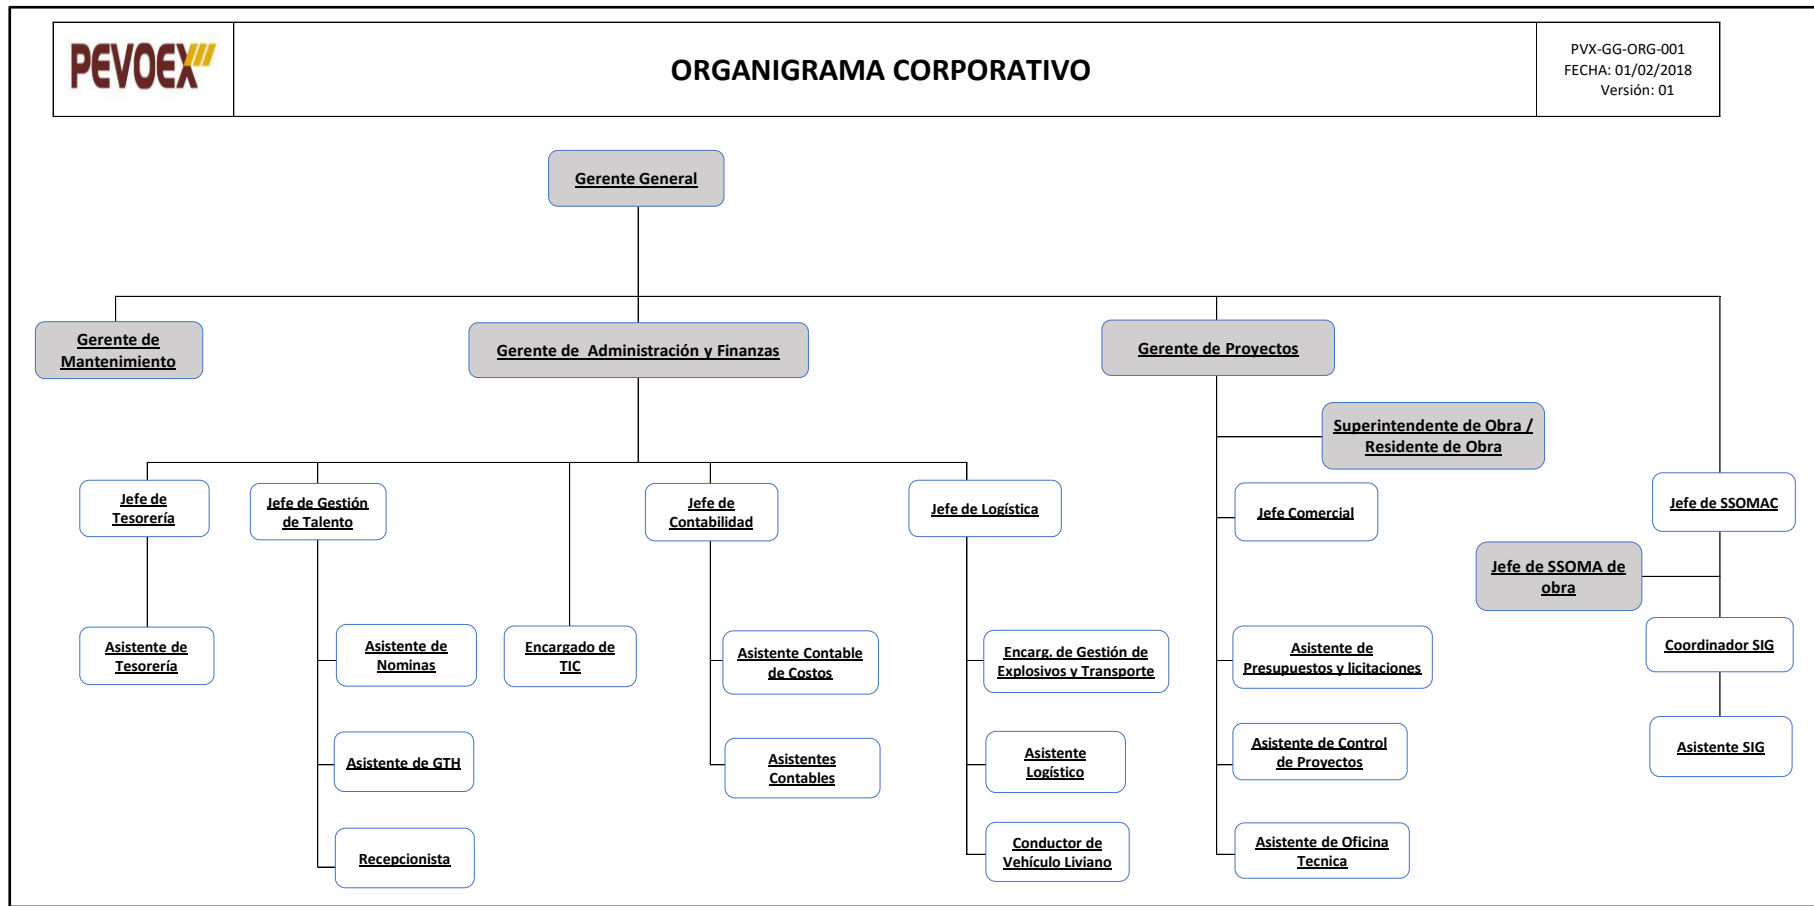 PEVOEX
ORGANIGRAMA CORPORATIVO
PVX-GG-ORG-001
FECHA: 01/02/2018
Versión: 01
Gerente General
Gerente de
Mantenimiento
Gerente de Administración y Finanzas
Gerente de Proyectos
Superintendente de Obra /
Residente de Obra
Jefe de
Tesorería
Jefe de Gestión
de Talento
Jefe de
Contabilidad
Jefe de Logística
Jefe Comercial
Jefe de SSOMAC
Jefe de SSOMA de
obra
Asistente de
Tesorería
Asistente de
Nominas
Encargado de
TIC
Asistente Contable
de Costos
Encarg. de Gestión de
Explosivos y Transporte
Asistente de
Presupuestos y licitaciones
Coordinador SIG
Asistente de GTH
Asistentes
Contables
Asistente
Logístico
Asistente de Control
de Proyectos
Asistente SIG
Recepcionista
Conductor de
Vehículo Liviano
Asistente de Oficina
Tecnica